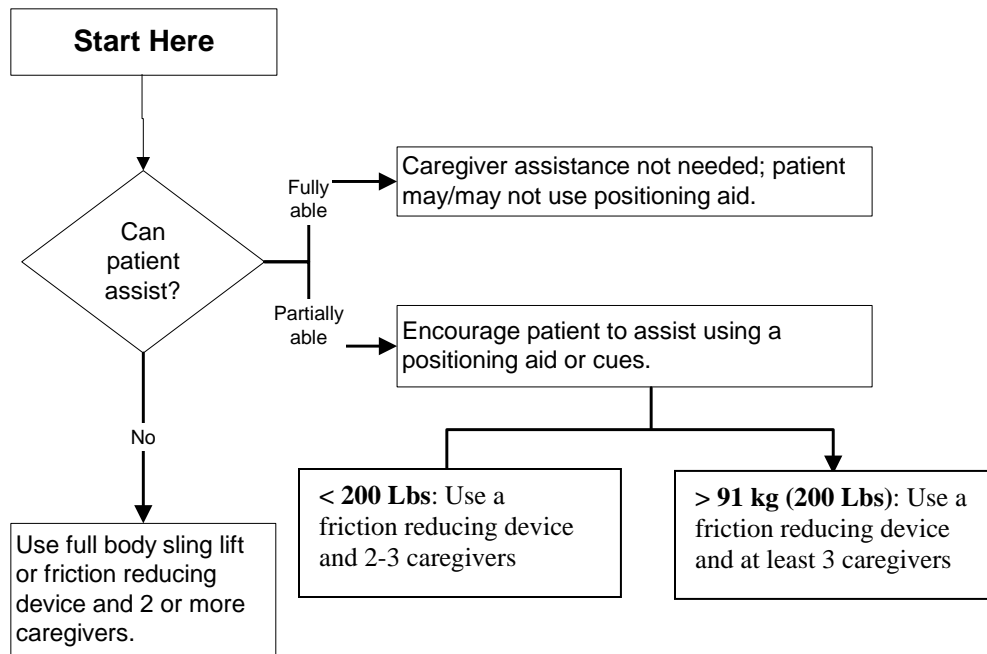 Start Here
Can
patient
assist?
Fully
able
Caregiver assistance not needed; patient
may/may not use positioning aid.
Partially
able
Encourage patient to assist using a
positioning aid or cues.
No
Use full body sling lift
or friction reducing
device and 2 or more
caregivers.
< 200 Lbs: Use a
friction reducing device
and 2-3 caregivers
> 91 kg (200 Lbs): Use a
friction reducing device
and at least 3 caregivers